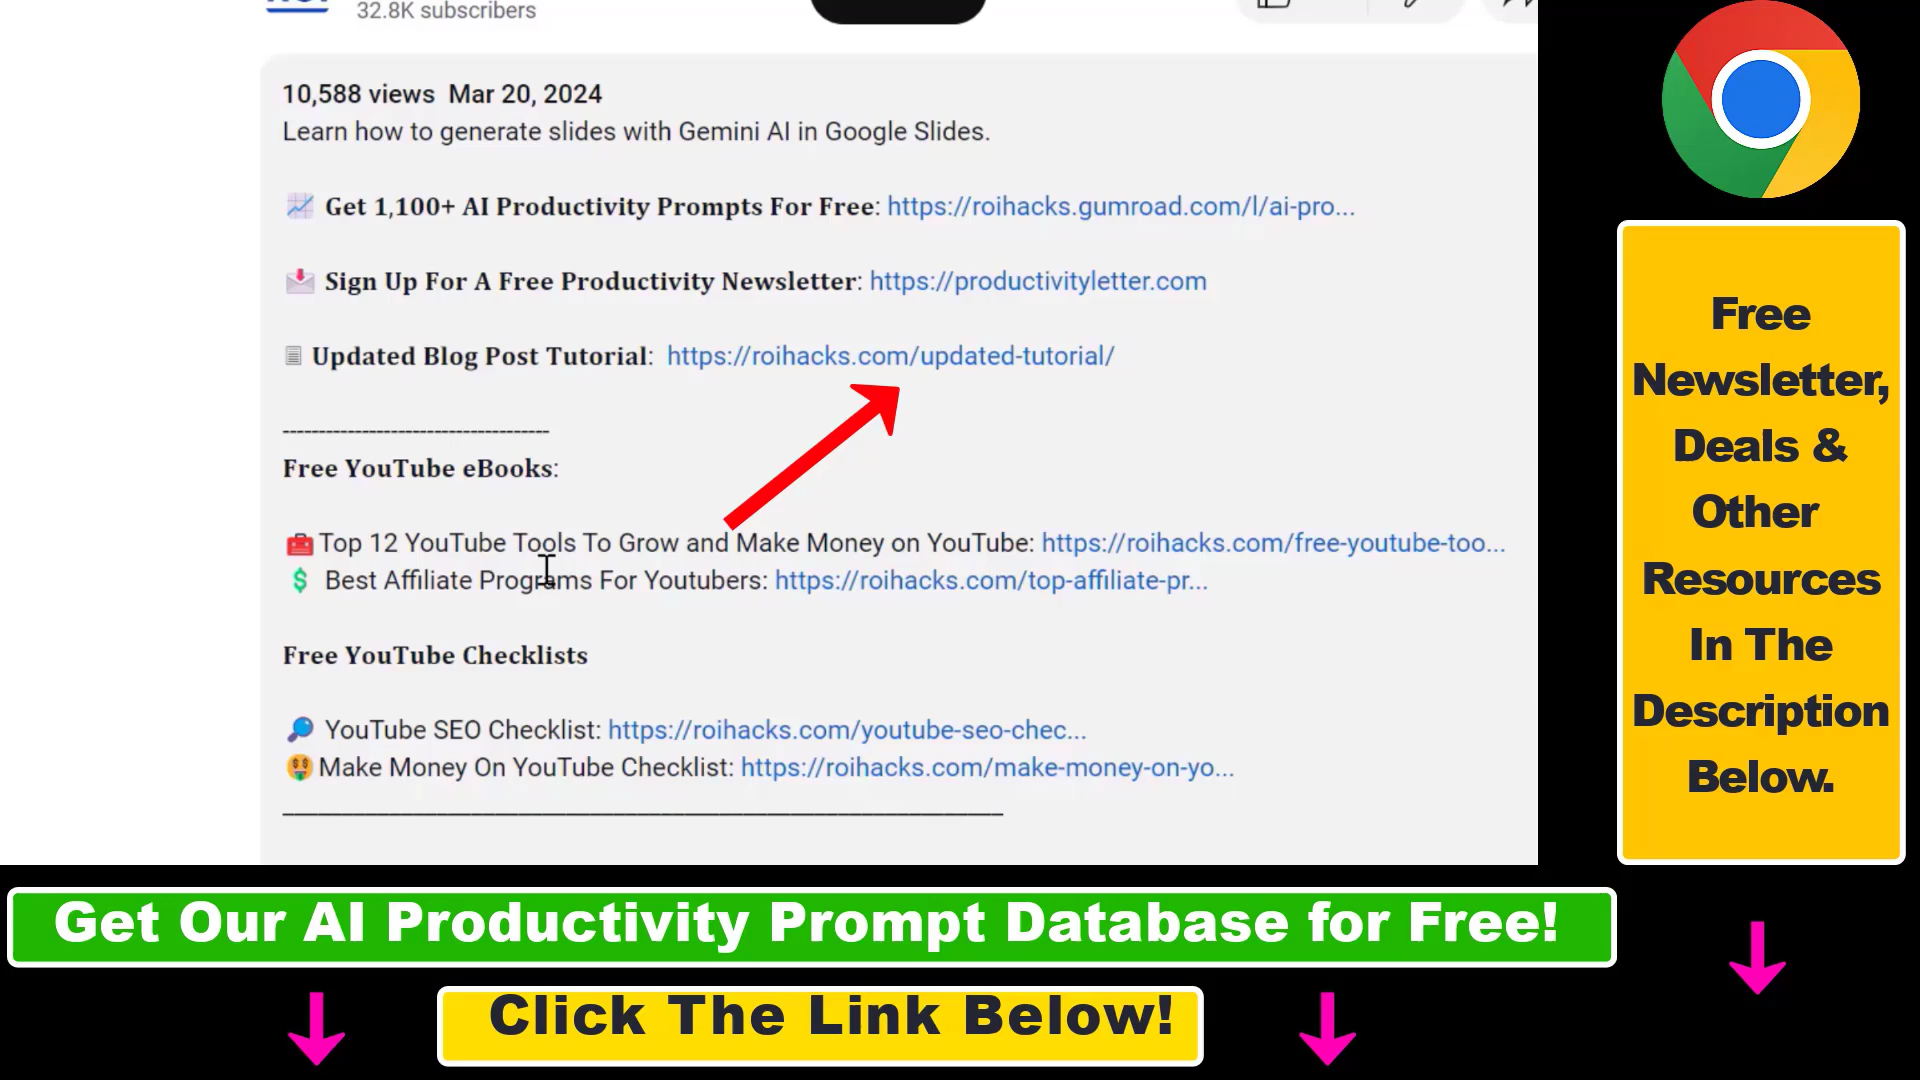 32.8K subscribers
10,588 views Mar 20, 2024
Learn how to generate slides with Gemini AI in Google Slides.
Get 1,100+ AI Productivity Prompts For Free: https://roihacks.gumroad.com/l/ai-pro...
Sign Up For A Free Productivity Newsletter: https://productivityletter.com
Updated Blog Post Tutorial: https://roihacks.com/updated-tutorial/
-------------------------------------
Free YouTube eBooks:
Top 12 YouTube Tools To Grow and Make Money on YouTube: https://roihacks.com/free-youtube-too...
Best Affiliate Programs For Youtubers: https://roihacks.com/top-affiliate-pr...
Free YouTube Checklists
YouTube SEO Checklist: https://roihacks.com/youtube-seo-chec...
Make Money On YouTube Checklist: https://roihacks.com/make-money-on-yo...
Free
Newsletter,
Deals &
Other
Resources
In The
Description
Below.
Get Our AI Productivity Prompt Database for Free!
Click The Link Below!